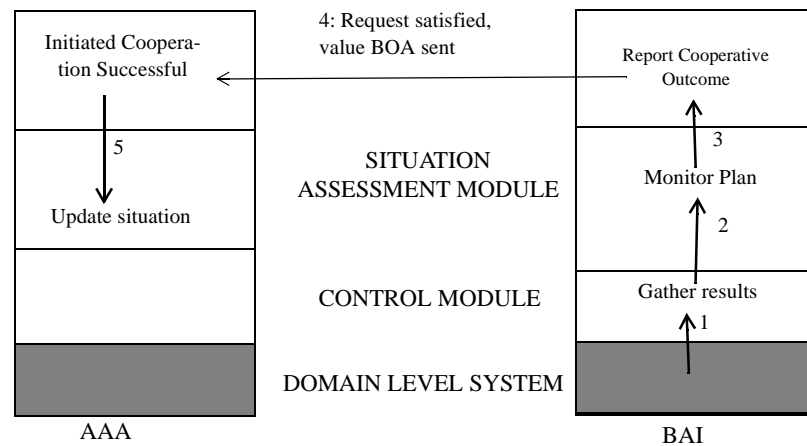 4: Request satisfied,
value BOA sent
Initiated Coopera-
tion Successful
Report Cooperative
Outcome
5
3
SITUATION
ASSESSMENT MODULE
Monitor Plan
Update situation
2
CONTROL MODULE
Gather results
1
DOMAIN LEVEL SYSTEM
AAA
BAI